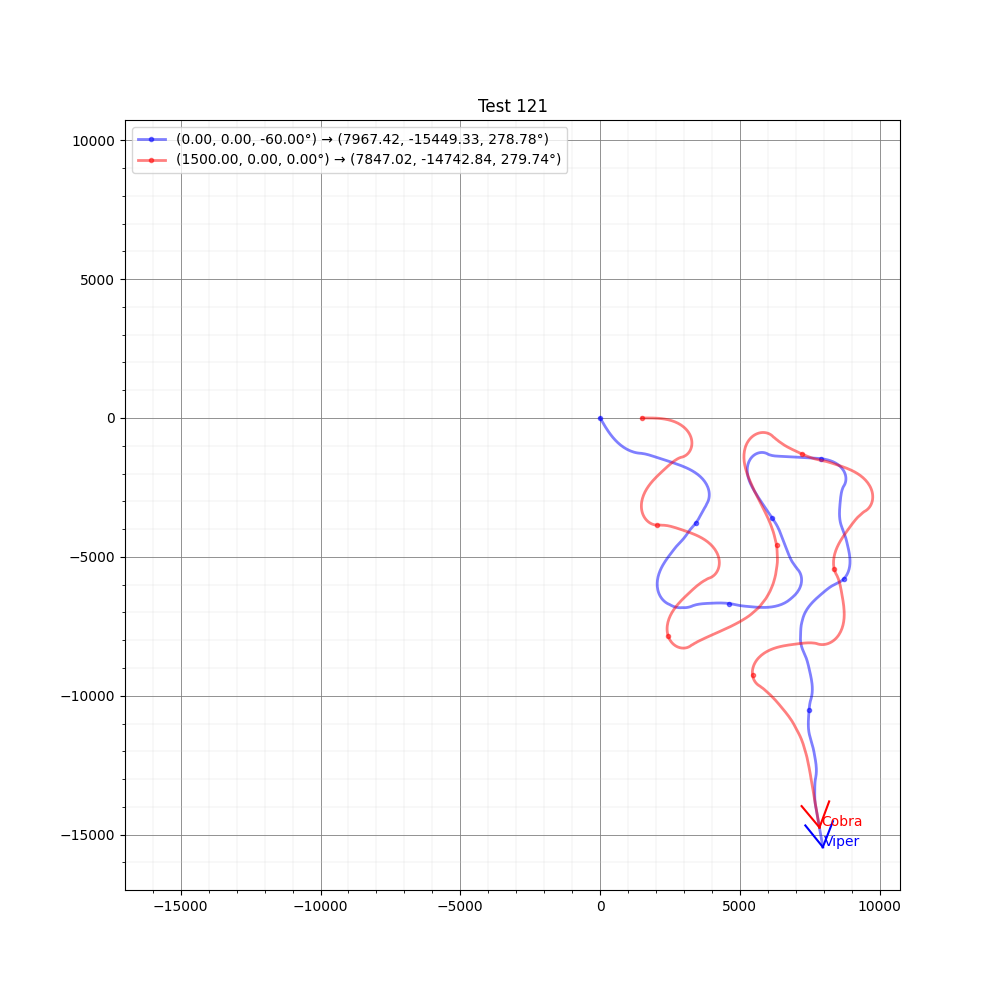 Test 121
(0.00, 0.00, -60.00°) → (7967.42, -15449.33, 278.78°)
(1500.00, 0.00, 0.00°) → (7847.02, -14742.84, 279.74°)
10000
5000
0
−5000
−10000
−15000
Cobra
Viper
−15000 −10000 −5000 0 5000 10000